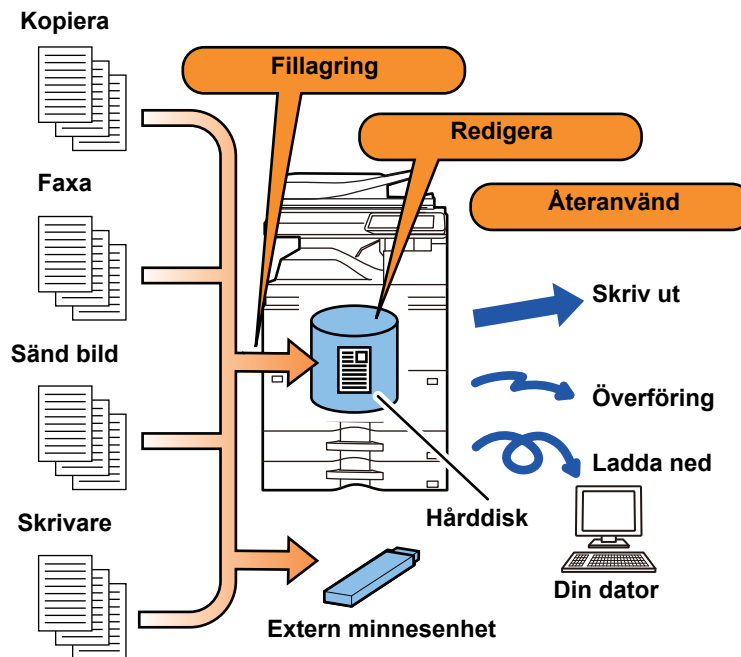 Kopiera
Fillagring
Redigera
Faxa
Återanvänd
Skriv ut
Sänd bild
Överföring
Ladda ned
Skrivare
Hårddisk
Din dator
Extern minnesenhet